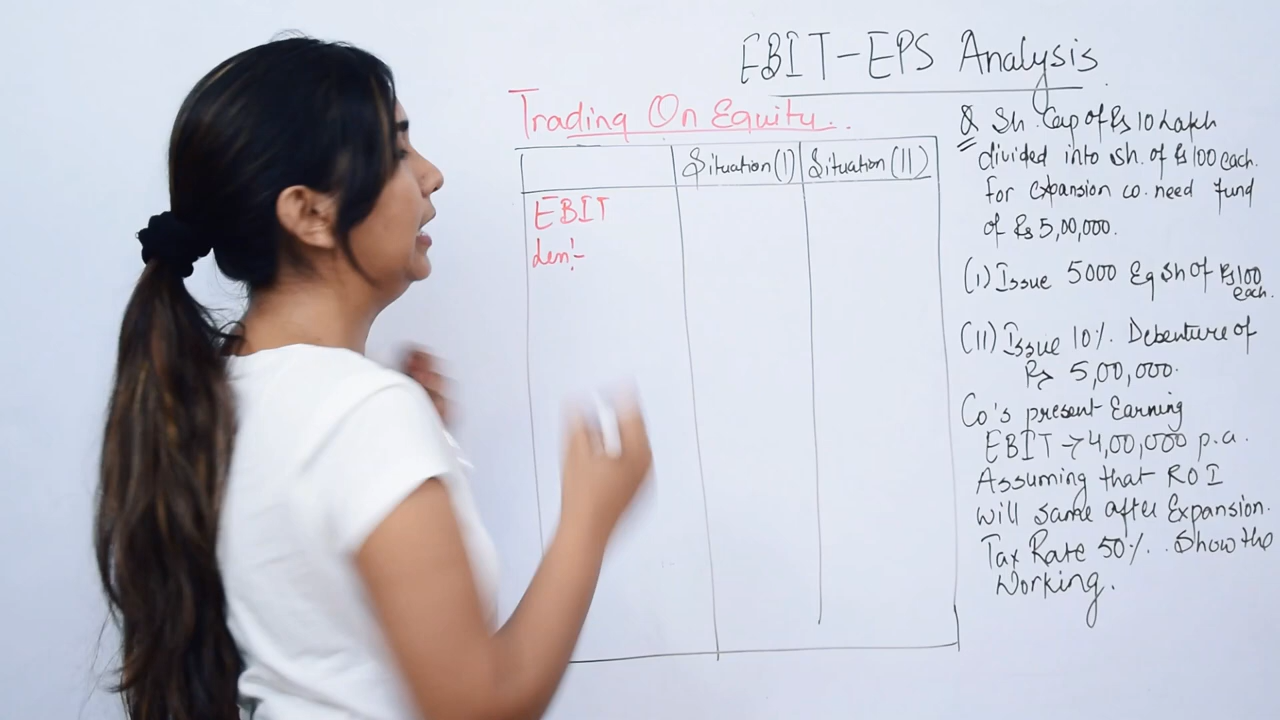 EBIT-EPS Analysis
Trading On Equity..
Situation(I) Situation(II)
EBIT
Len:-
Q Sh. Cap of Rs 10 Lakh
divided into sh. of Rs 100 each.
for expansion co. need fund
of Rs 5,00,000.
(I) Issue 5000 Eq sh of Rs100
each.
(II) Issue 10%. Debenture of
Rs 5,00,000.
Co's present Earning
EBIT → 4,00,000 p.a.
Assuming that ROI
will same after Expansion.
Tax Rate 50%. . Show the
Working.